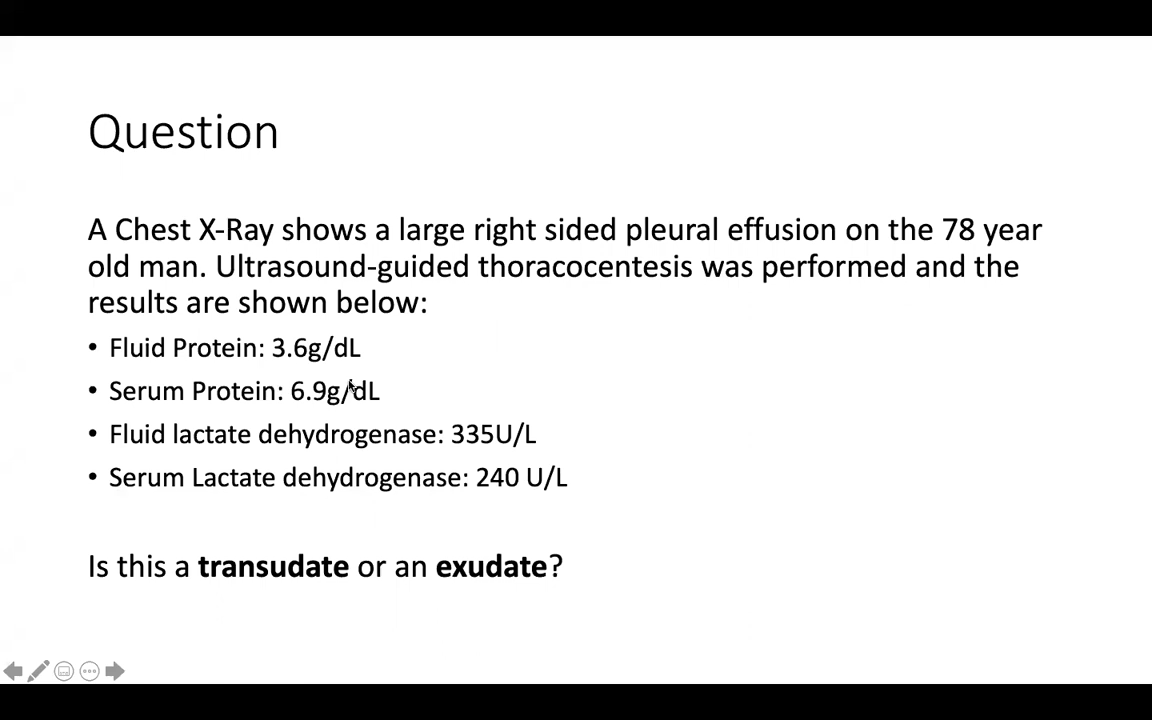 Question
A Chest X-Ray shows a large right sided pleural effusion on the 78 year
old man. Ultrasound-guided thoracocentesis was performed and the
results are shown below:
• Fluid Protein: 3.6g/dL
• Serum Protein: 6.9g/dL
• Fluid lactate dehydrogenase: 335U/L
• Serum Lactate dehydrogenase: 240 U/L
Is this a transudate or an exudate?